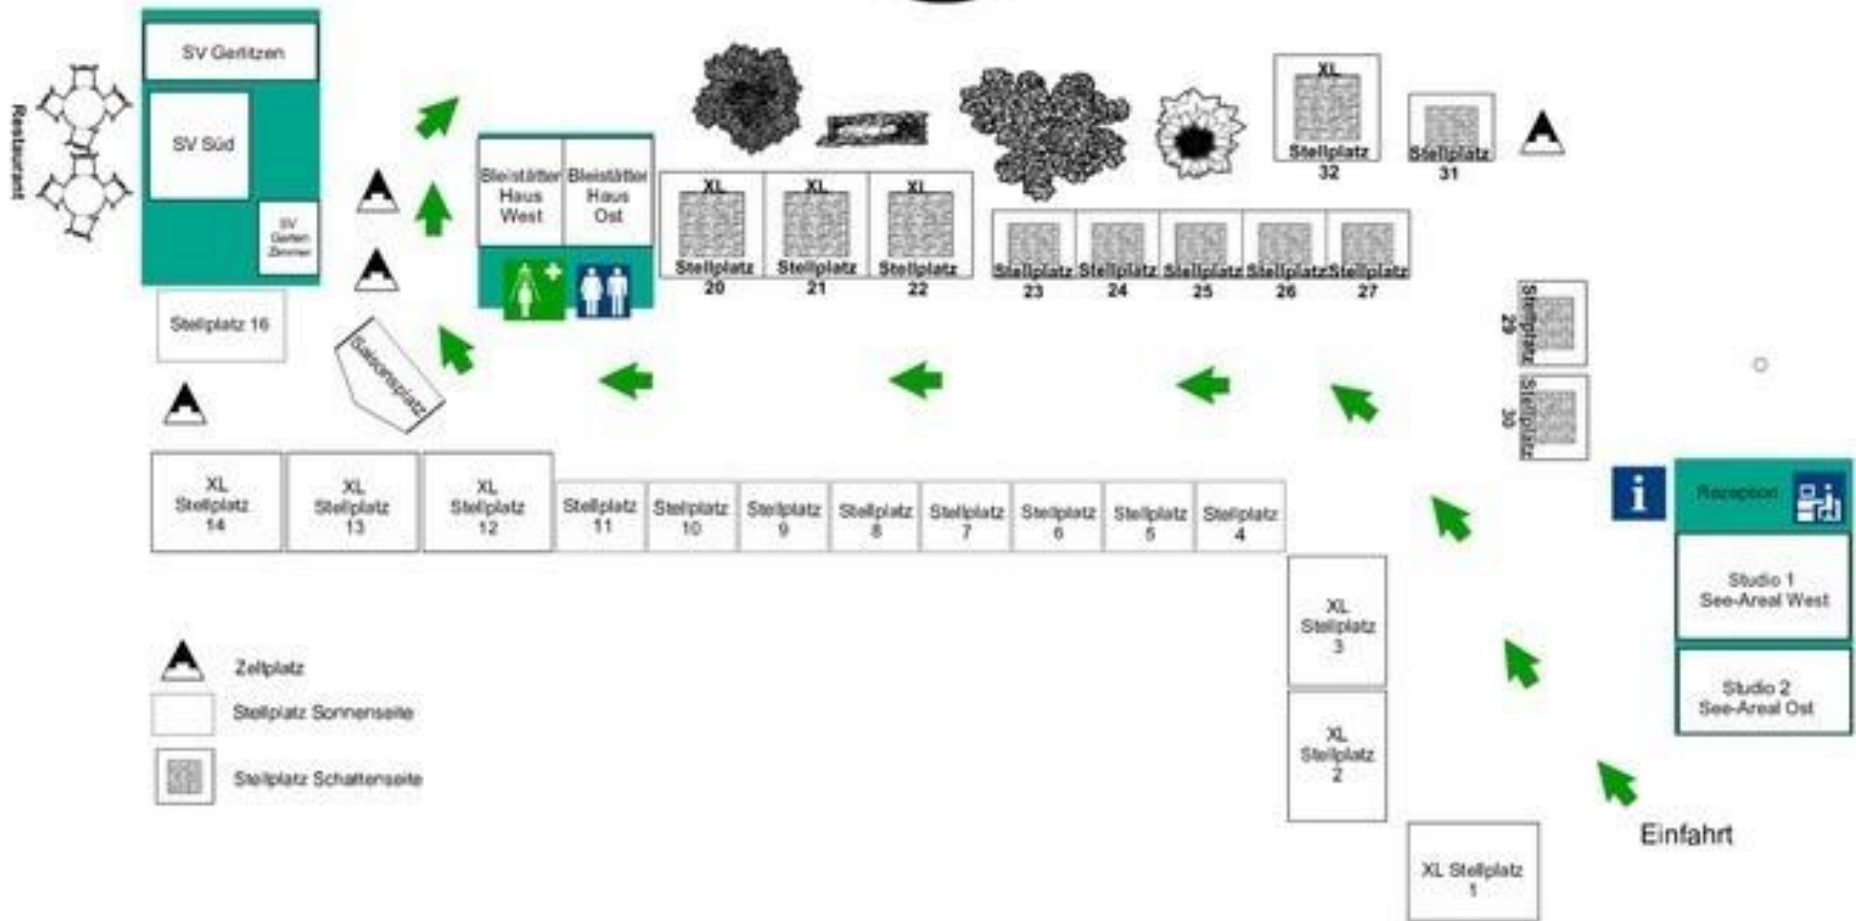 SV Gerlitzen
Restaurant
SV Süd
SV
Garten
Zimmer
Stellplatz 16
Saisonsplatz
Bleistätter
Haus
West
Bleistätter
Haus
Ost
XL
Stellplatz
20
XL
Stellplatz
21
XL
Stellplatz
22
Stellplatz
23
Stellplatz
24
Stellplatz
25
Stellplatz
26
Stellplatz
27
XL
Stellplatz
32
Stellplatz
31
Stellplatz
29
Stellplatz
30
XL
Stellplatz
14
XL
Stellplatz
13
XL
Stellplatz
12
Stellplatz
11
Stellplatz
10
Stellplatz
9
Stellplatz
8
Stellplatz
7
Stellplatz
6
Stellplatz
5
Stellplatz
4
XL
Stellplatz
3
XL
Stellplatz
2
XL Stellplatz
1
i
Rezeption
Studio 1
See-Areal West
Studio 2
See-Areal Ost
Einfahrt
Zeltplatz
Stellplatz Sonnenseite
Stellplatz Schattenseite